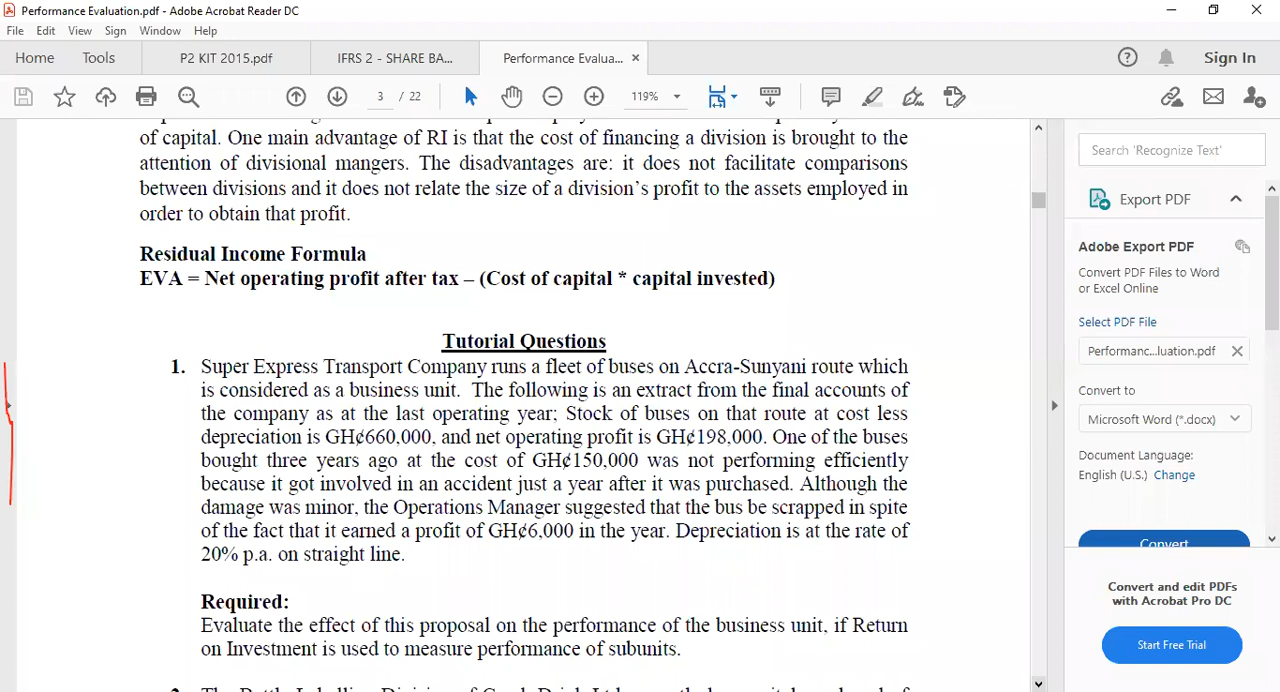 Performance Evaluation.pdf - Adobe Acrobat Reader DC
File Edit View Sign Window Help
Home Tools P2 KIT 2015.pdf IFRS 2 - SHARE BA... Performance Evalua... × Sign In
3 / 22 119%
of capital. One main advantage of RI is that the cost of financing a division is brought to the
attention of divisional mangers. The disadvantages are: it does not facilitate comparisons
between divisions and it does not relate the size of a division's profit to the assets employed in
order to obtain that profit.
Residual Income Formula
EVA = Net operating profit after tax – (Cost of capital * capital invested)
Tutorial Questions
1. Super Express Transport Company runs a fleet of buses on Accra-Sunyani route which
is considered as a business unit. The following is an extract from the final accounts of
the company as at the last operating year; Stock of buses on that route at cost less
depreciation is GH¢660,000, and net operating profit is GH¢198,000. One of the buses
bought three years ago at the cost of GH¢150,000 was not performing efficiently
because it got involved in an accident just a year after it was purchased. Although the
damage was minor, the Operations Manager suggested that the bus be scrapped in spite
of the fact that it earned a profit of GH¢6,000 in the year. Depreciation is at the rate of
20% p.a. on straight line.
Required:
Evaluate the effect of this proposal on the performance of the business unit, if Return
on Investment is used to measure performance of subunits.
Search 'Recognize Text'
Export PDF
Adobe Export PDF
Convert PDF Files to Word
or Excel Online
Select PDF File
Performanc...luation.pdf
Convert to
Microsoft Word (*.docx)
Document Language:
English (U.S.) Change
Convert
Convert and edit PDFs
with Acrobat Pro DC
Start Free Trial